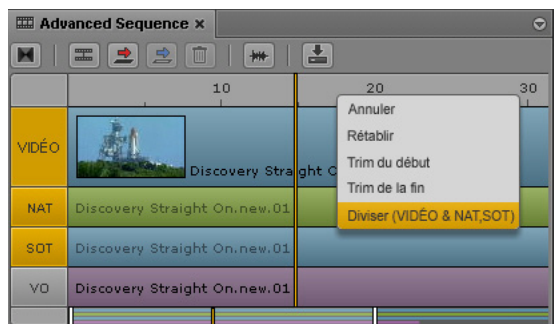 Advanced Sequence ×
10 20 30
Annuler
Rétablir
Trim du début
Trim de la fin
Diviser (VIDÉO & NAT,SOT)
VIDÉO Discovery Straight O
NAT Discovery Straight On.new.01
SOT Discovery Straight On.new.01
VO Discovery Straight On.new.01